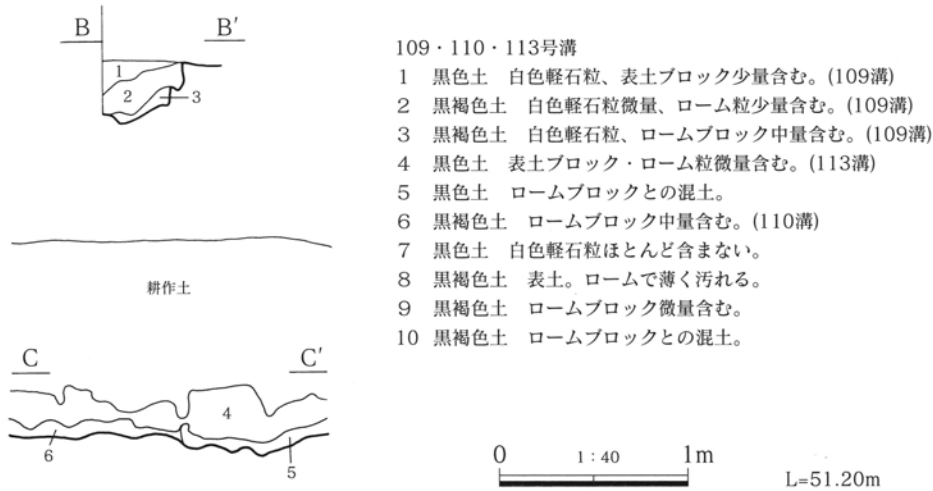 B B′
1
2
3
耕作土
C C′
4
6
5
109・110・113号溝
1 黒色土 白色軽石粒、表土ブロック少量含む。(109溝)
2 黒褐色土 白色軽石粒微量、ローム粒少量含む。(109溝)
3 黒褐色土 白色軽石粒、ロームブロック中量含む。(109溝)
4 黒色土 表土ブロック・ローム粒微量含む。(113溝)
5 黒色土 ロームブロックとの混土。
6 黒褐色土 ロームブロック中量含む。(110溝)
7 黒色土 白色軽石粒ほとんど含まない。
8 黒褐色土 表土。ロームで薄く汚れる。
9 黒褐色土 ロームブロック微量含む。
10 黒褐色土 ロームブロックとの混土。
0 1:40 1m
L=51.20m